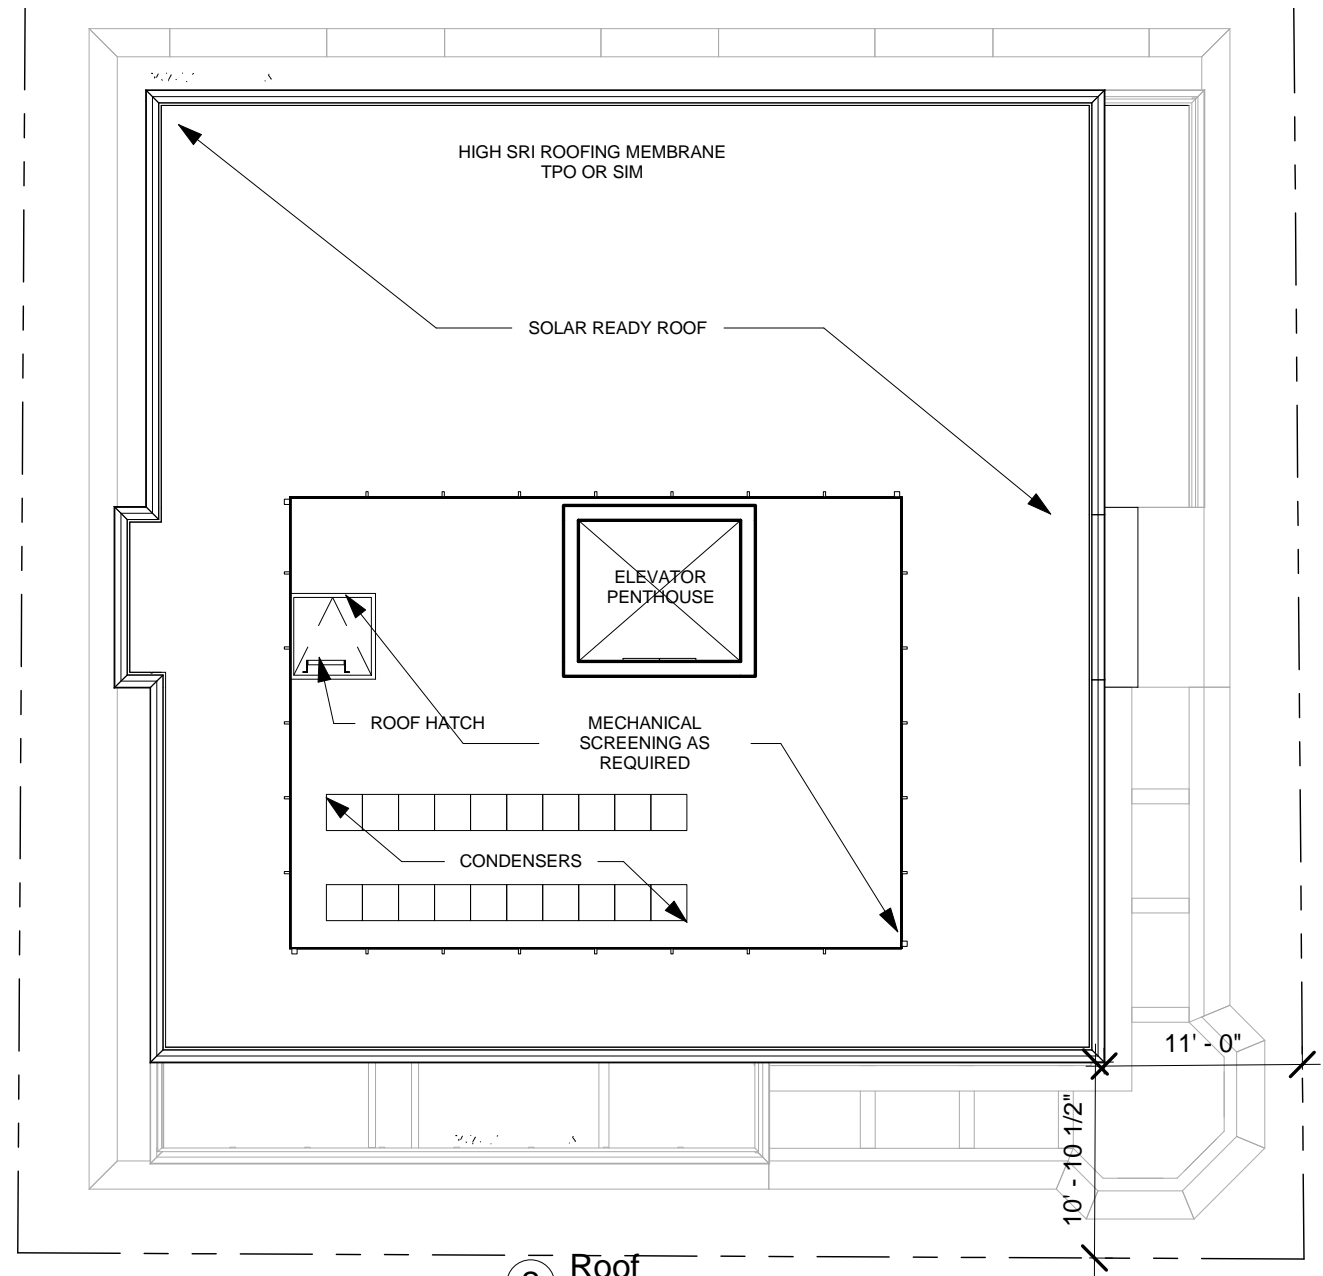 HIGH SRI ROOFING MEMBRANE
TPO OR SIM
SOLAR READY ROOF
ELEVATOR
PENTHOUSE
ROOF HATCH
MECHANICAL
SCREENING AS
REQUIRED
CONDENSERS
11' - 0"
10' - 10 1/2"
Roof